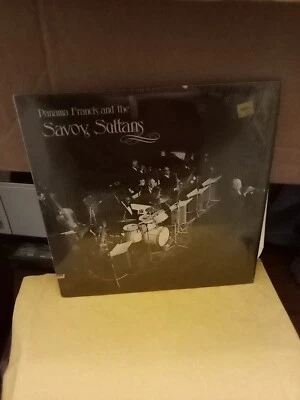 Panama Francis and the
Savoy Sultans